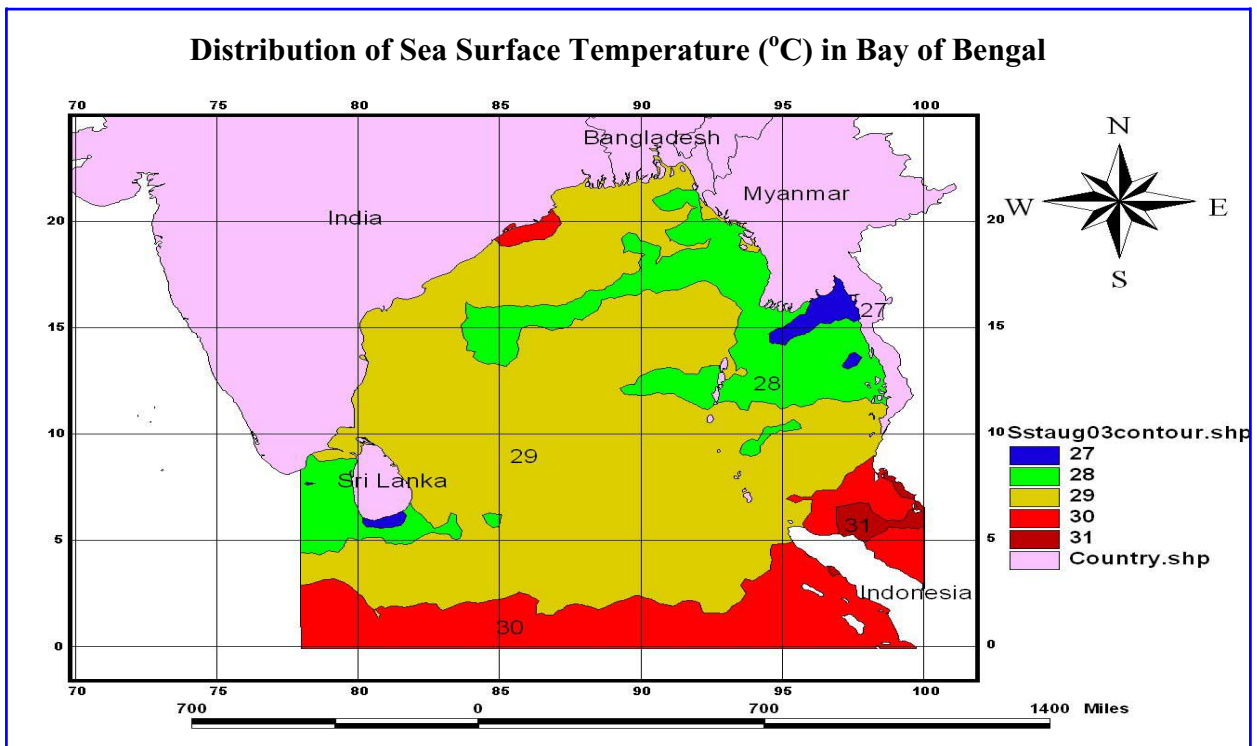 Distribution of Sea Surface Temperature (°C) in Bay of Bengal
70 75 80 85 90 95 100
Bangladesh
Myanmar
India
20 20
N
W E
S
27
15 15
28
10 10
29
Sri Lanka
31
5 5
Indonesia
30
0 0
70 75 80 85 90 95 100
Sstaug03contour.shp
27
28
29
30
31
Country.shp
700 0 700 1400 Miles